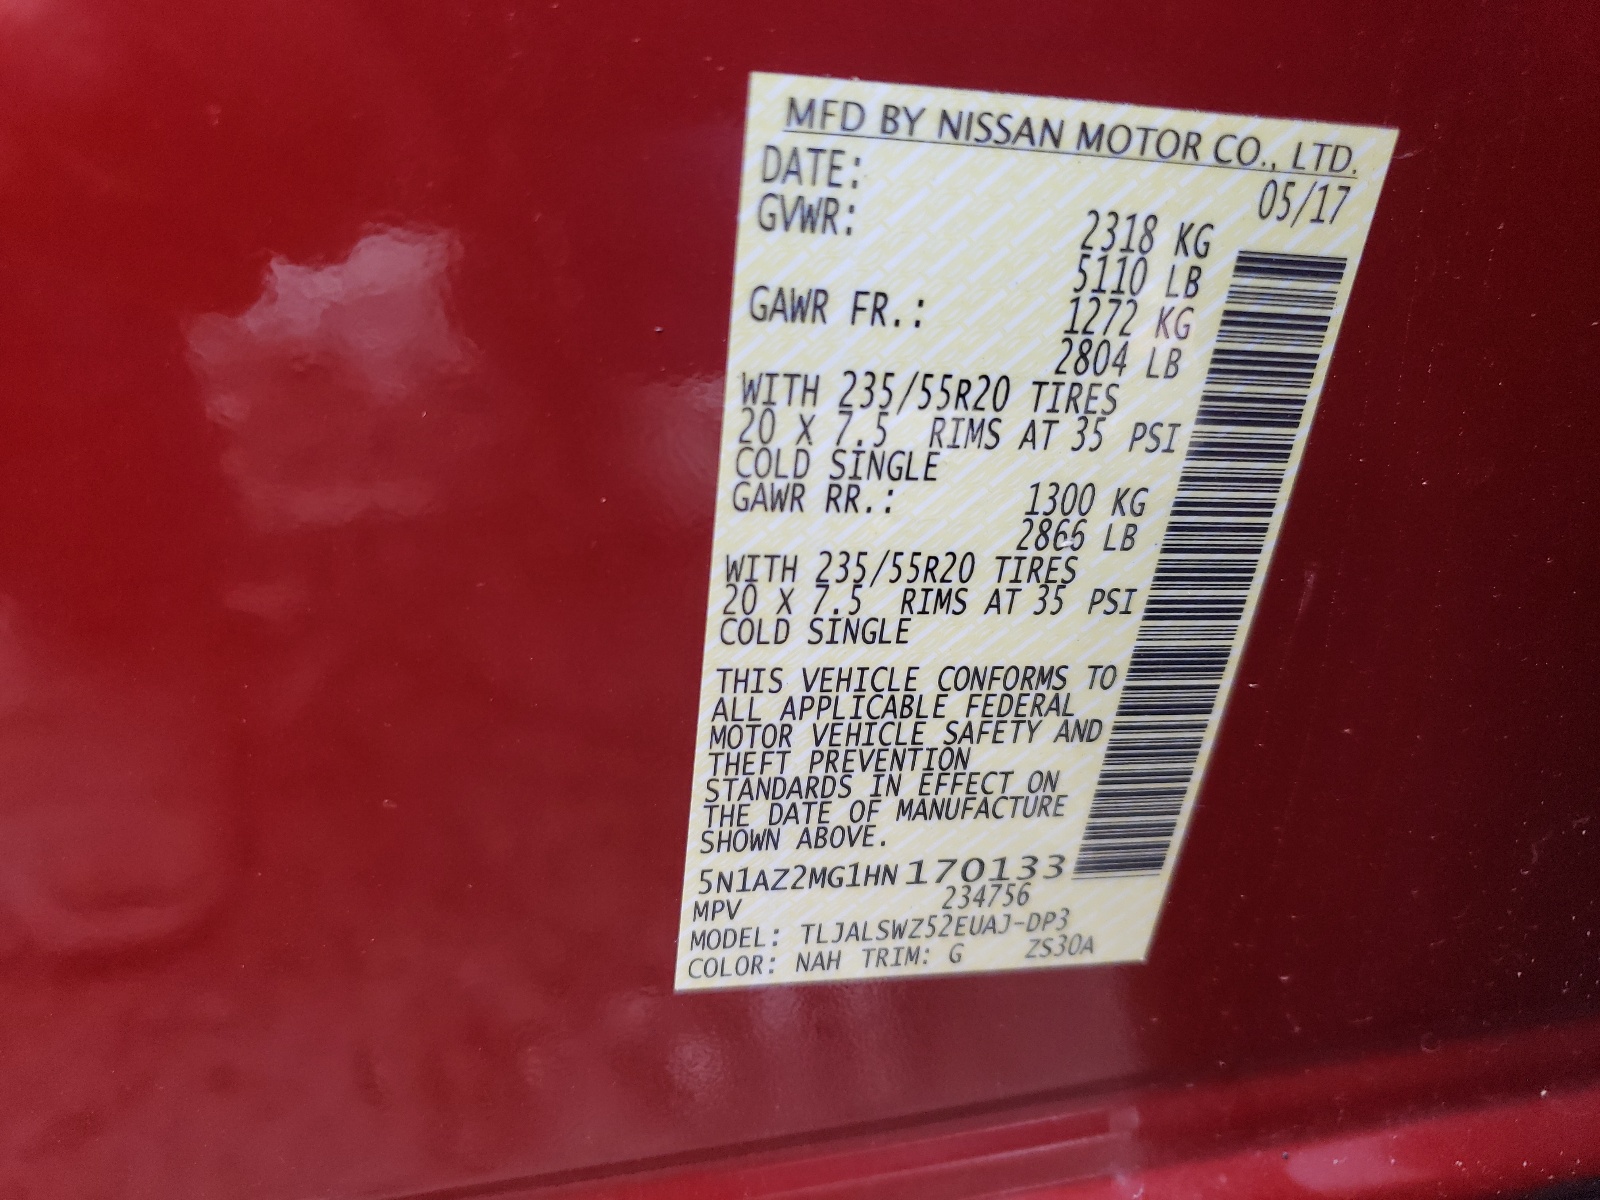 MFD BY NISSAN MOTOR CO., LTD.
DATE: 05/17
GVWR: 2318 KG
5110 LB
GAWR FR.: 1272 KG
2804 LB
WITH 235/55R20 TIRES
20 X 7.5 RIMS AT 35 PSI
COLD SINGLE
GAWR RR.: 1300 KG
2866 LB
WITH 235/55R20 TIRES
20 X 7.5 RIMS AT 35 PSI
COLD SINGLE
THIS VEHICLE CONFORMS TO
ALL APPLICABLE FEDERAL
MOTOR VEHICLE SAFETY AND
THEFT PREVENTION
STANDARDS IN EFFECT ON
THE DATE OF MANUFACTURE
SHOWN ABOVE.
5N1AZ2MG1HN170133
MPV 234756
MODEL: TLJALSWZ52EUAJ-DP3
COLOR: NAH TRIM: G ZS30A